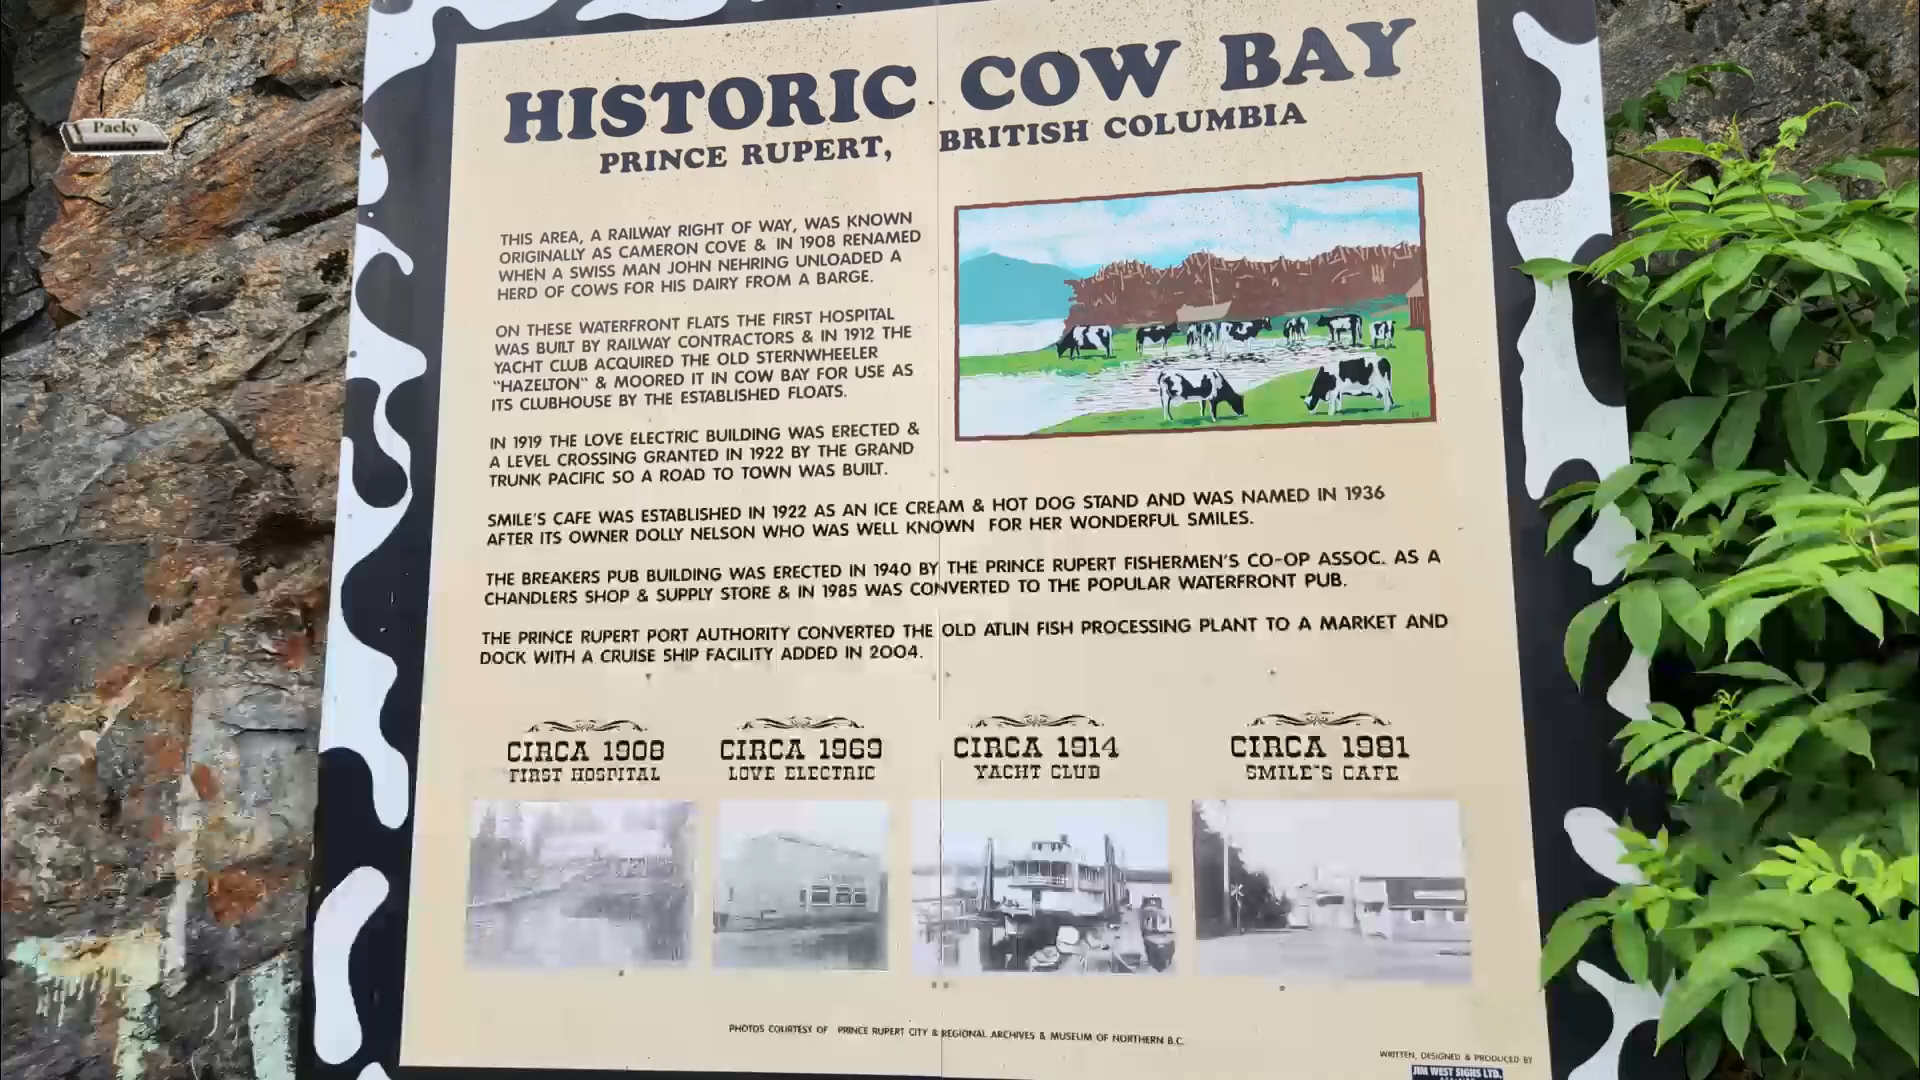 Packy
HISTORIC COW BAY
PRINCE RUPERT, BRITISH COLUMBIA
THIS AREA, A RAILWAY RIGHT OF WAY, WAS KNOWN
ORIGINALLY AS CAMERON COVE & IN 1908 RENAMED
WHEN A SWISS MAN JOHN NEHRING UNLOADED A
HERD OF COWS FOR HIS DAIRY FROM A BARGE.
ON THESE WATERFRONT FLATS THE FIRST HOSPITAL
WAS BUILT BY RAILWAY CONTRACTORS & IN 1912 THE
YACHT CLUB ACQUIRED THE OLD STERNWHEELER
"HAZELTON" & MOORED IT IN COW BAY FOR USE AS
ITS CLUBHOUSE BY THE ESTABLISHED FLOATS.
IN 1919 THE LOVE ELECTRIC BUILDING WAS ERECTED &
A LEVEL CROSSING GRANTED IN 1922 BY THE GRAND
TRUNK PACIFIC SO A ROAD TO TOWN WAS BUILT.
SMILE'S CAFE WAS ESTABLISHED IN 1922 AS AN ICE CREAM & HOT DOG STAND AND WAS NAMED IN 1936
AFTER ITS OWNER DOLLY NELSON WHO WAS WELL KNOWN FOR HER WONDERFUL SMILES.
THE BREAKERS PUB BUILDING WAS ERECTED IN 1940 BY THE PRINCE RUPERT FISHERMEN'S CO-OP ASSOC. AS A
CHANDLERS SHOP & SUPPLY STORE & IN 1985 WAS CONVERTED TO THE POPULAR WATERFRONT PUB.
THE PRINCE RUPERT PORT AUTHORITY CONVERTED THE OLD ATLIN FISH PROCESSING PLANT TO A MARKET AND
DOCK WITH A CRUISE SHIP FACILITY ADDED IN 2004.
CIRCA 1908
FIRST HOSPITAL
CIRCA 1969
LOVE ELECTRIC
CIRCA 1914
YACHT CLUB
CIRCA 1981
SMILE'S CAFE
PHOTOS COURTESY OF PRINCE RUPERT CITY & REGIONAL ARCHIVES & MUSEUM OF NORTHERN B.C.
WRITTEN, DESIGNED & PRODUCED BY
JIM WEST SIGNS LTD.